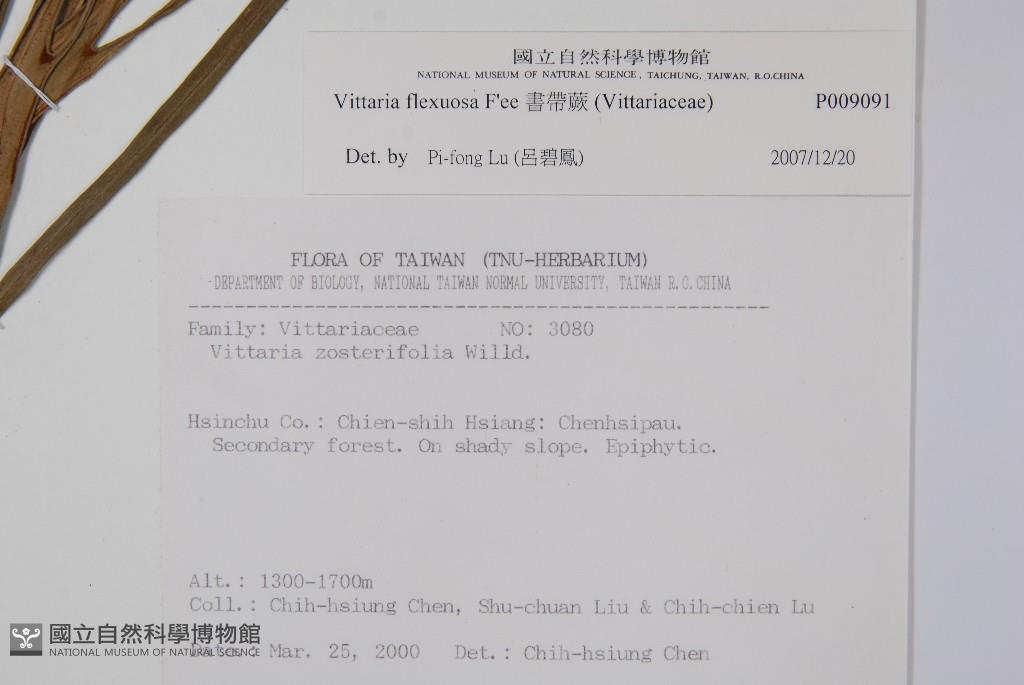 國立自然科學博物館
NATIONAL MUSEUM OF NATURAL SCIENCE, TAICHUNG, TAIWAN, R.O.CHINA
Vittaria flexuosa F'ee 書帶蕨 (Vittariaceae) P009091
Det. by Pi-fong Lu (呂碧鳳) 2007/12/20
FLORA OF TAIWAN (TNU-HERBARIUM)
DEPARTMENT OF BIOLOGY, NATIONAL TAIWAN NORMAL UNIVERSITY, TAIWAN R.O.CHINA
Family: Vittariaceae NO: 3080
Vittaria zosterifolia Willd.
Hsinchu Co.: Chien-shih Hsiang: Chenhsipau.
Secondary forest. On shady slope. Epiphytic.
Alt.: 1300-1700m
Coll.: Chih-hsiung Chen, Shu-chuan Liu & Chih-chien Lu
Mar. 25, 2000 Det.: Chih-hsiung Chen
國立自然科學博物館
NATIONAL MUSEUM OF NATURAL SCIENCE